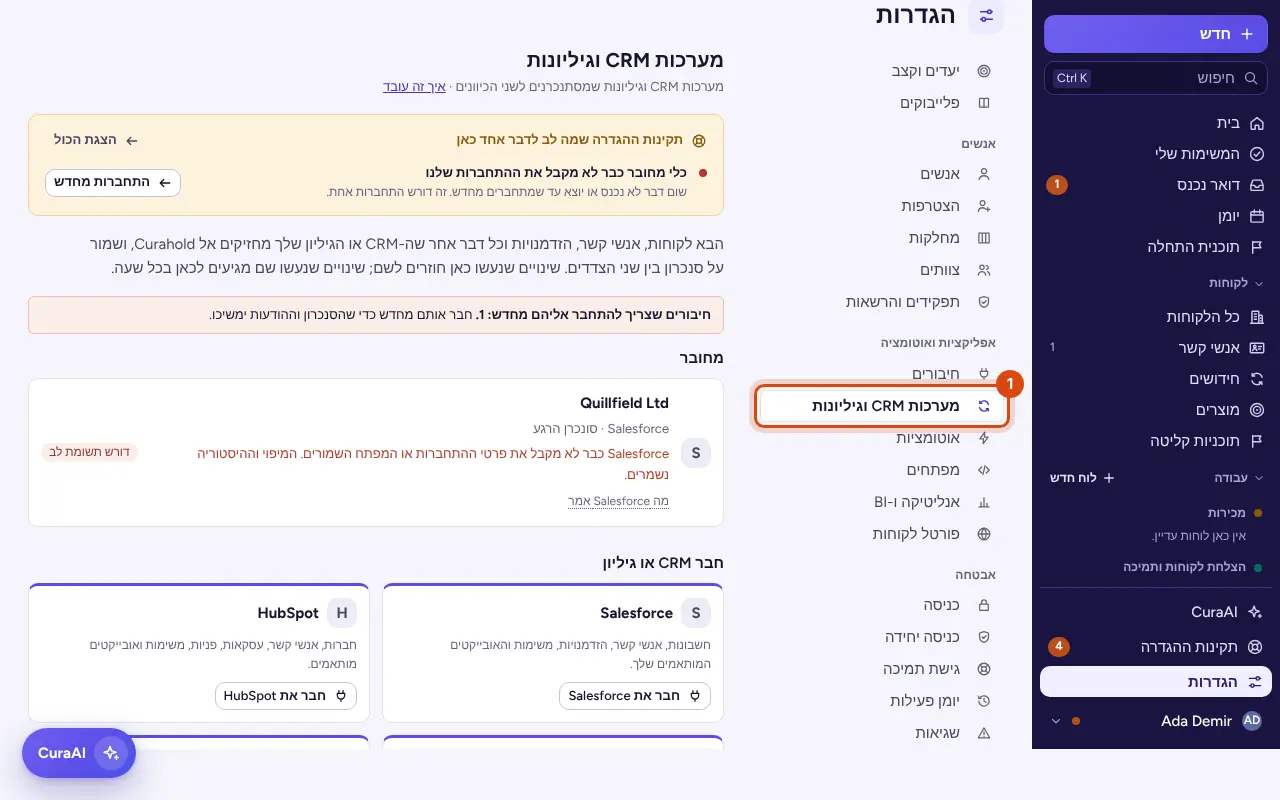 חדש
חיפוש
Ctrl K
בית
המשימות שלי
דואר נכנס
1
יומן
תוכנית התחלה
לקוחות
כל הלקוחות
אנשי קשר
1
חידושים
מוצרים
תוכניות קליטה
עבודה
לוח חדש
מכירות
אין כאן לוחות עדיין.
הצלחת לקוחות ותמיכה
CuraAI
תקינות ההגדרה
4
הגדרות
Ada Demir
AD
הגדרות
יעדים וקצב
פלייבוקים
אנשים
אנשים
הצטרפות
מחלקות
צוותים
תפקידים והרשאות
אפליקציות ואוטומציה
חיבורים
1
מערכות CRM וגיליונות
אוטומציות
מפתחים
אנליטיקה ו-BI
פורטל לקוחות
אבטחה
כניסה
כניסה יחידה
גישת תמיכה
יומן פעילות
שגיאות
מערכות CRM וגיליונות
מערכות CRM וגיליונות שמסתנכרנים לשני הכיוונים · איך זה עובד
תקינות ההגדרה שמה לב לדבר אחד כאן
הצגת הכול
כלי מחובר כבר לא מקבל את ההתחברות שלנו
שום דבר לא נכנס או יוצא עד שמתחברים מחדש. זה דורש התחברות אחת.
התחברות מחדש
הבא לקוחות, אנשי קשר, הזדמנויות וכל דבר אחר שה-CRM או הגיליון שלך מחזיקים אל Curahold, ושמור
על סנכרון בין שני הצדדים. שינויים שנעשו כאן חוזרים לשם; שינויים שנעשו שם מגיעים לכאן בכל שעה.
חיבורים שצריך להתחבר אליהם מחדש: 1. חבר אותם מחדש כדי שהסנכרון וההודעות ימשיכו.
מחובר
Quillfield Ltd
Salesforce · סונכרן הרגע
S
Salesforce כבר לא מקבל את פרטי ההתחברות או המפתח השמורים. המיפוי וההיסטוריה
נשמרים.
מה Salesforce אמר
דורש תשומת לב
חבר CRM או גיליון
S
Salesforce
חשבונות, אנשי קשר, הזדמנויות, משימות והאובייקטים
המותאמים שלך.
חבר את Salesforce
H
HubSpot
חברות, אנשי קשר, עסקאות, פניות, משימות ואובייקטים
מותאמים.
חבר את HubSpot
CuraAI